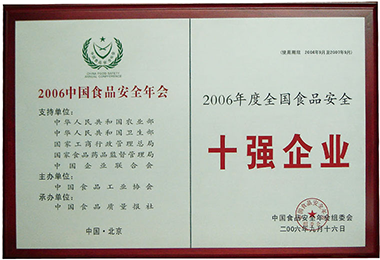 CHINA FOOD SAFETY
ANNUAL CONFERENCE
2006中国食品安全年会
支持单位：
中华人民共和国农业部
中华人民共和国卫生部
国家工商行政管理总局
国家食品药品监督管理局
中国企业联合会
主办单位：
中国食品工业协会
承办单位：
中国食品质量报社
中国·北京
(使用期限 2006年9月至2007年9月)
2006年度全国食品安全
十强企业
中国食品安全年会组委会
二00六年九月十六日